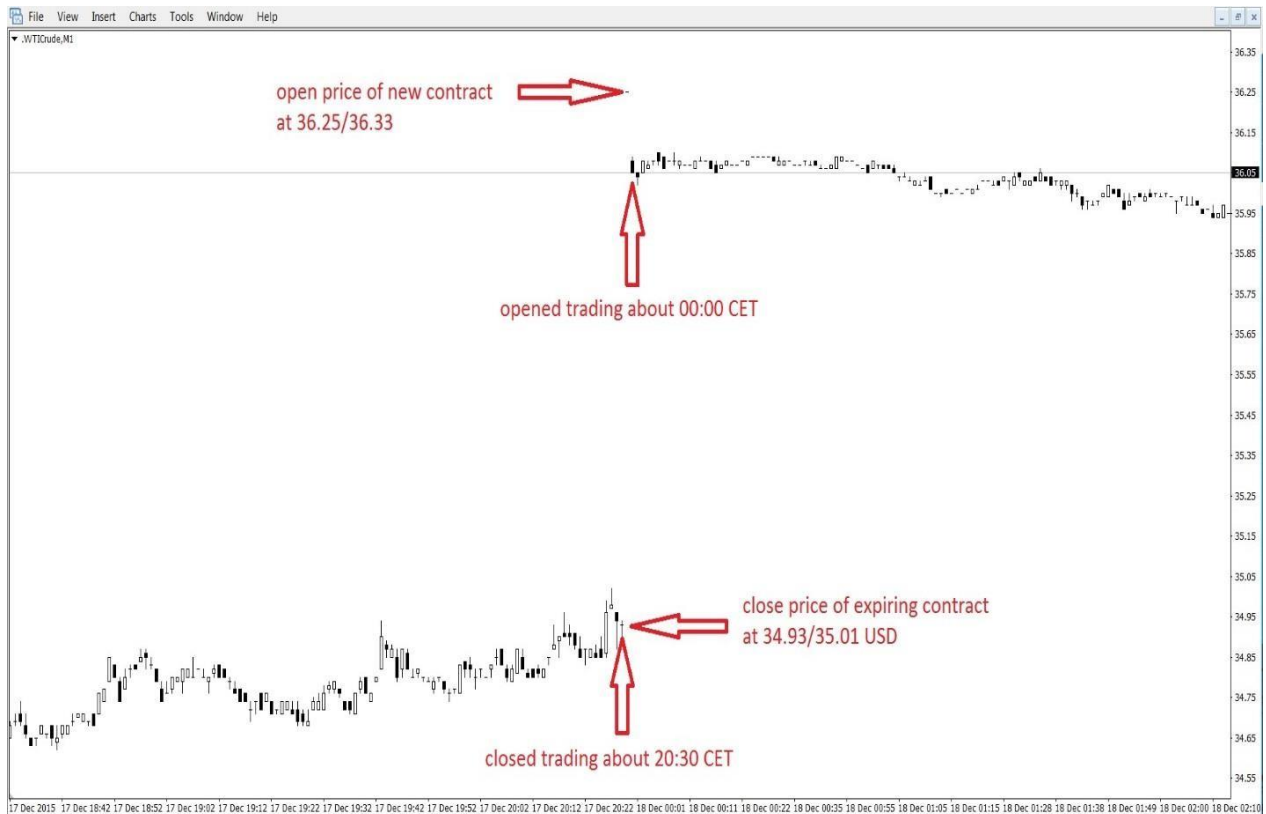 File View Insert Charts Tools Window Help
.WTICrude,M1
36.35
open price of new contract
at 36.25/36.33
36.25
36.15
36.05
35.95
35.85
opened trading about 00:00 CET
35.75
35.65
35.55
35.45
35.35
35.25
35.15
35.05
close price of expiring contract
at 34.93/35.01 USD
34.95
34.85
34.75
closed trading about 20:30 CET
34.65
34.55
17 Dec 2015 17 Dec 18:42 17 Dec 18:52 17 Dec 19:02 17 Dec 19:12 17 Dec 19:22 17 Dec 19:32 17 Dec 19:42 17 Dec 19:52 17 Dec 20:02 17 Dec 20:12 17 Dec 20:22 18 Dec 00:01 18 Dec 00:11 18 Dec 00:22 18 Dec 00:35 18 Dec 00:55 18 Dec 01:05 18 Dec 01:15 18 Dec 01:28 18 Dec 01:38 18 Dec 01:49 18 Dec 02:00 18 Dec 02:10